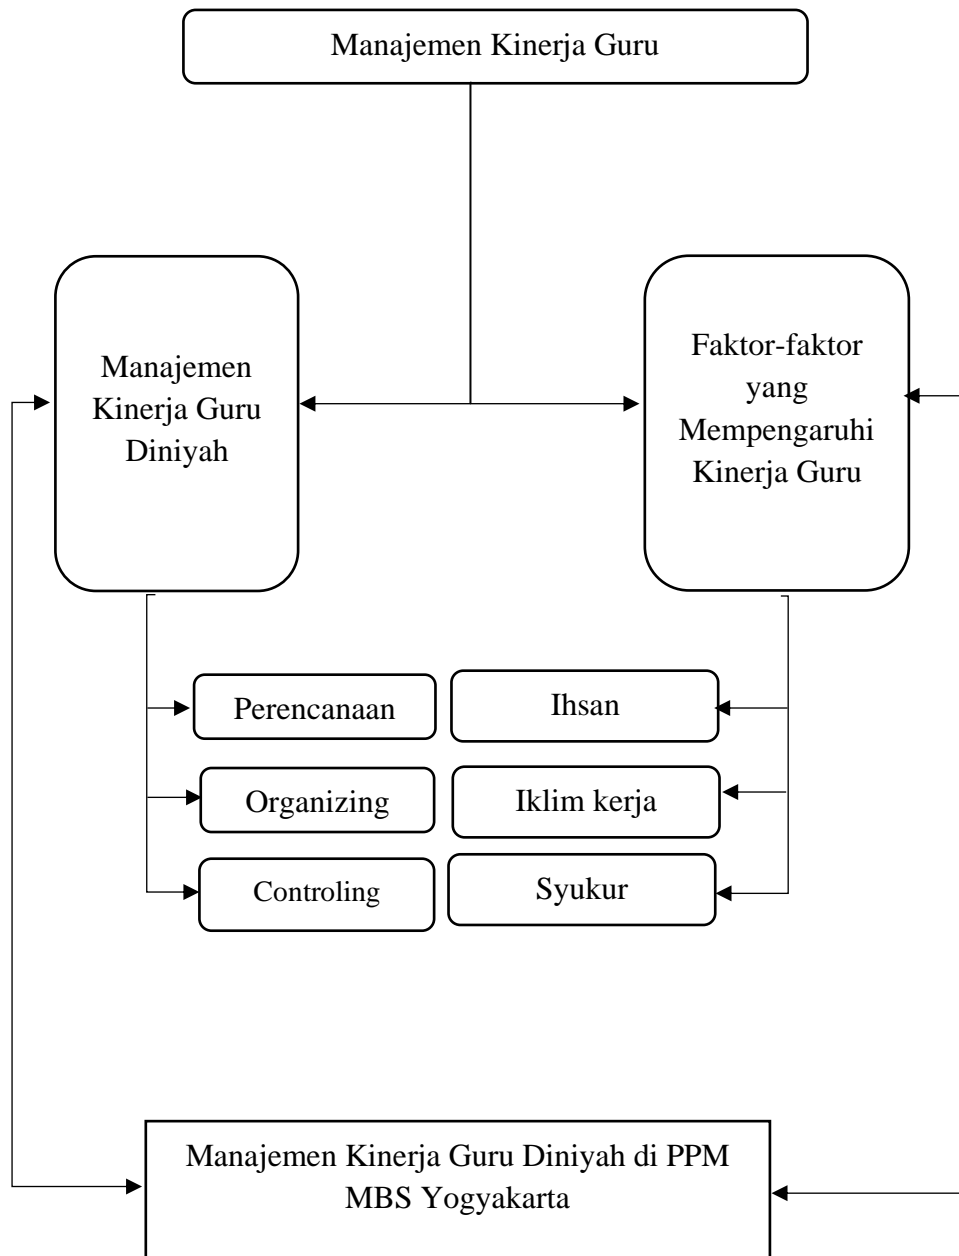 Manajemen Kinerja Guru
Manajemen
Kinerja Guru
Diniyah
Faktor-faktor
yang
Mempengaruhi
Kinerja Guru
Perencanaan
Ihsan
Organizing
Iklim kerja
Controling
Syukur
Manajemen Kinerja Guru Diniyah di PPM
MBS Yogyakarta